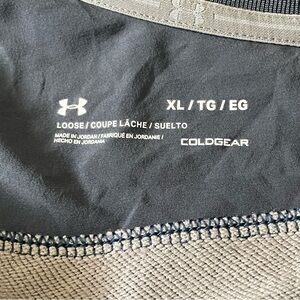 XL / TG / EG
LOOSE / COUPE LÂCHE / SUELTO
MADE IN JORDAN / FABRIQUÉ EN JORDANIE /
HECHO EN JORDANIA
COLDGEAR